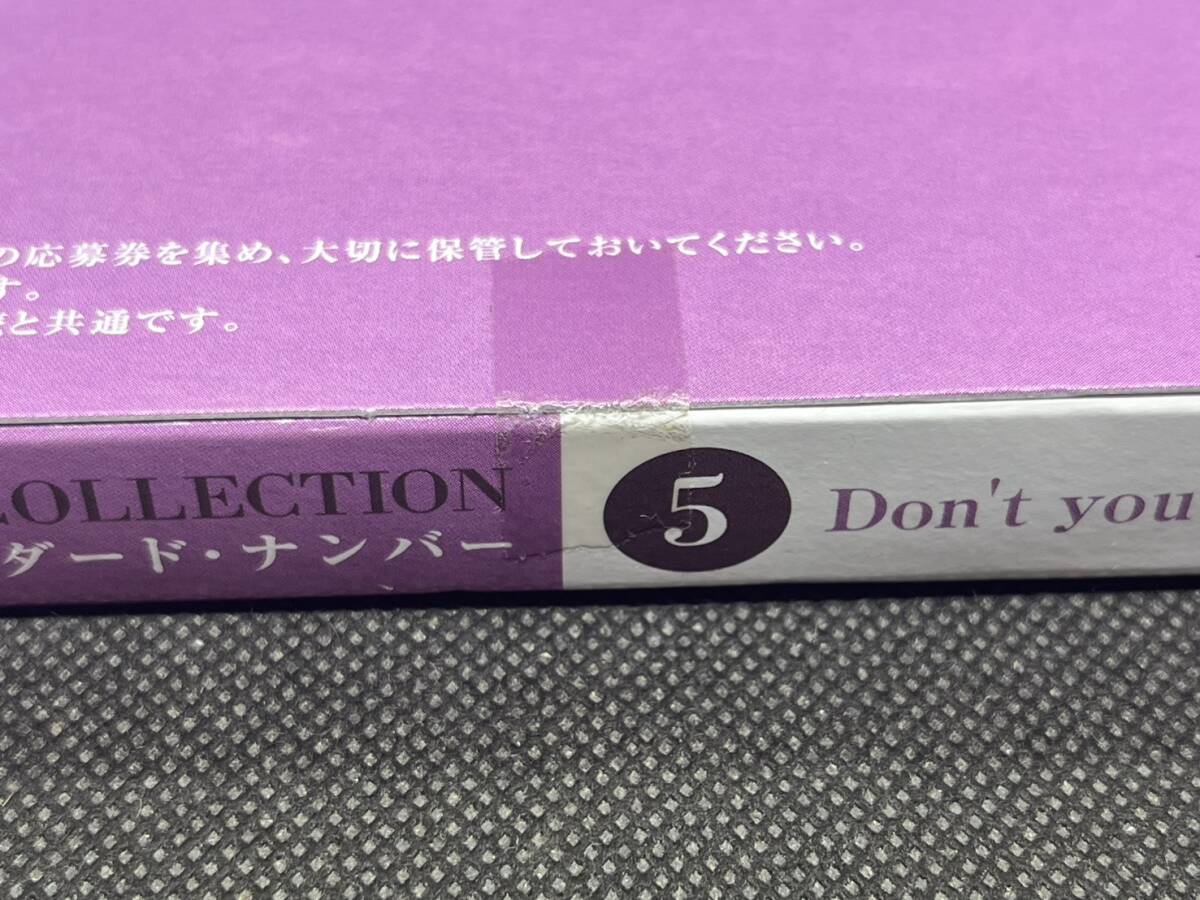 の応募券を集め、大切に保管しておいてください。
す。
と共通です。
COLLECTION
ダード・ナンバー
5
Don't you